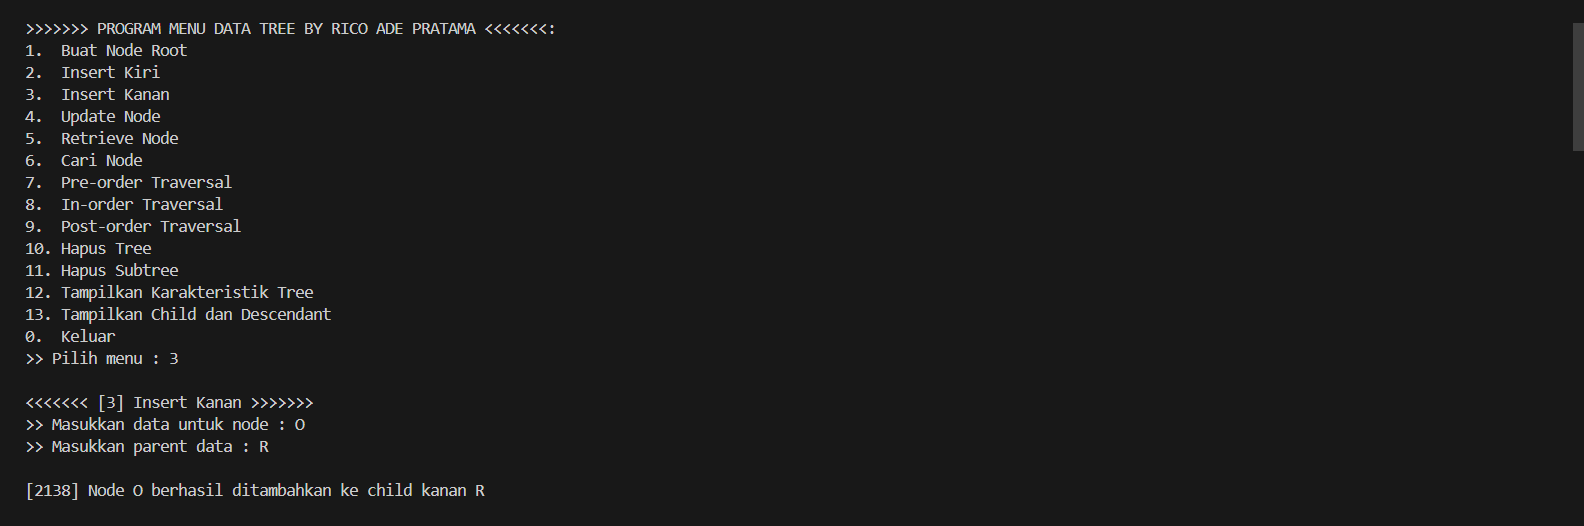 >>>>>>> PROGRAM MENU DATA TREE BY RICO ADE PRATAMA <<<<<<<:
1.  Buat Node Root
2.  Insert Kiri
3.  Insert Kanan
4.  Update Node
5.  Retrieve Node
6.  Cari Node
7.  Pre-order Traversal
8.  In-order Traversal
9.  Post-order Traversal
10. Hapus Tree
11. Hapus Subtree
12. Tampilkan Karakteristik Tree
13. Tampilkan Child dan Descendant
0.  Keluar
>> Pilih menu : 3
<<<<<<< [3] Insert Kanan >>>>>>>
>> Masukkan data untuk node : O
>> Masukkan parent data : R
[2138] Node O berhasil ditambahkan ke child kanan R